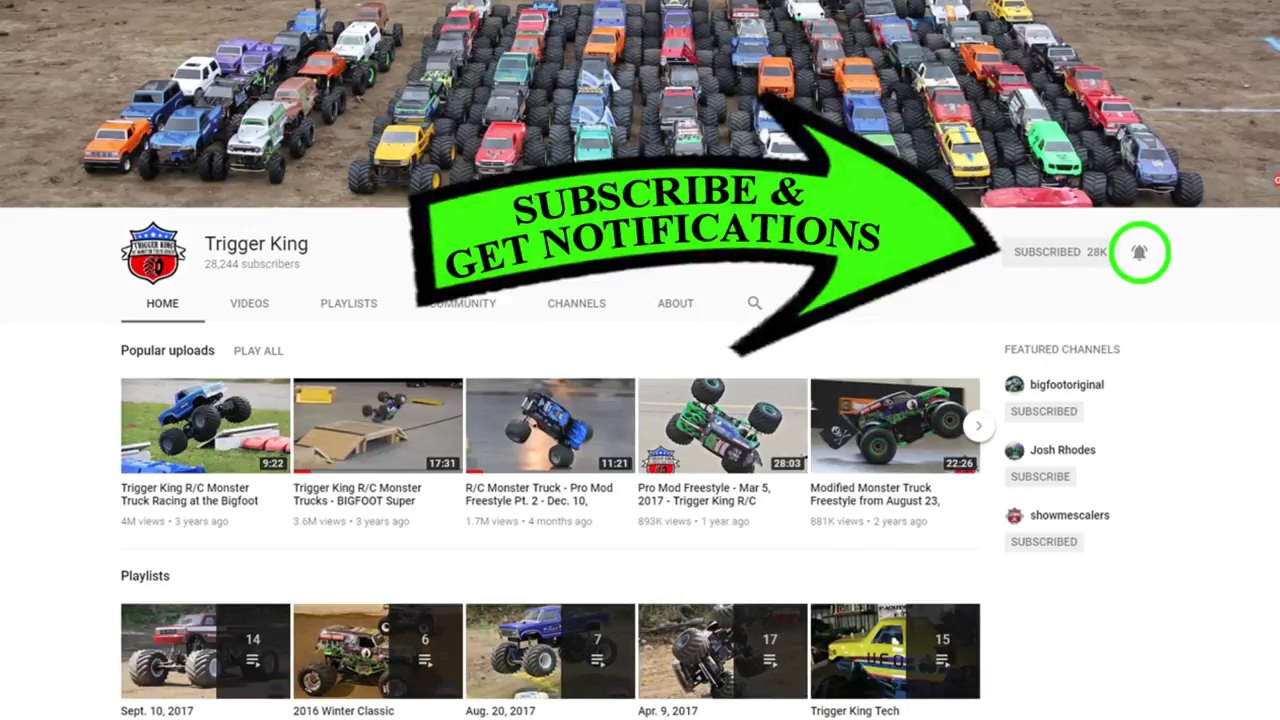 SUBSCRIBE &
GET NOTIFICATIONS
TRIGGER KING
Trigger King
28,244 subscribers
SUBSCRIBED 28K
HOME
VIDEOS
PLAYLISTS
COMMUNITY
CHANNELS
ABOUT
Popular uploads
PLAY ALL
9:22
17:31
11:21
28:03
22:26
Trigger King R/C Monster
Truck Racing at the Bigfoot
4M views • 3 years ago
Trigger King R/C Monster
Trucks - BIGFOOT Super
3.6M views • 3 years ago
R/C Monster Truck - Pro Mod
Freestyle Pt. 2 - Dec. 10,
1.7M views • 4 months ago
Pro Mod Freestyle - Mar 5,
2017 - Trigger King R/C
893K views • 1 year ago
Modified Monster Truck
Freestyle from August 23,
881K views • 2 years ago
FEATURED CHANNELS
bigfootoriginal
SUBSCRIBED
Josh Rhodes
SUBSCRIBE
showmescalers
SUBSCRIBED
Playlists
14
6
7
17
15
UFO
Sept. 10, 2017
2016 Winter Classic
Aug. 20, 2017
Apr. 9, 2017
Trigger King Tech